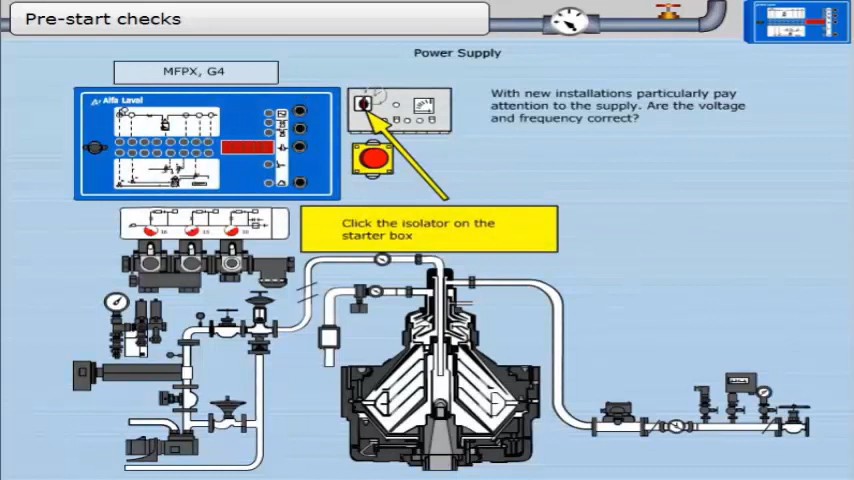 Pre-start checks
Power Supply
MFPX, G4
Alfa Laval
With new installations particularly pay
attention to the supply. Are the voltage
and frequency correct?
Click the isolator on the
starter box